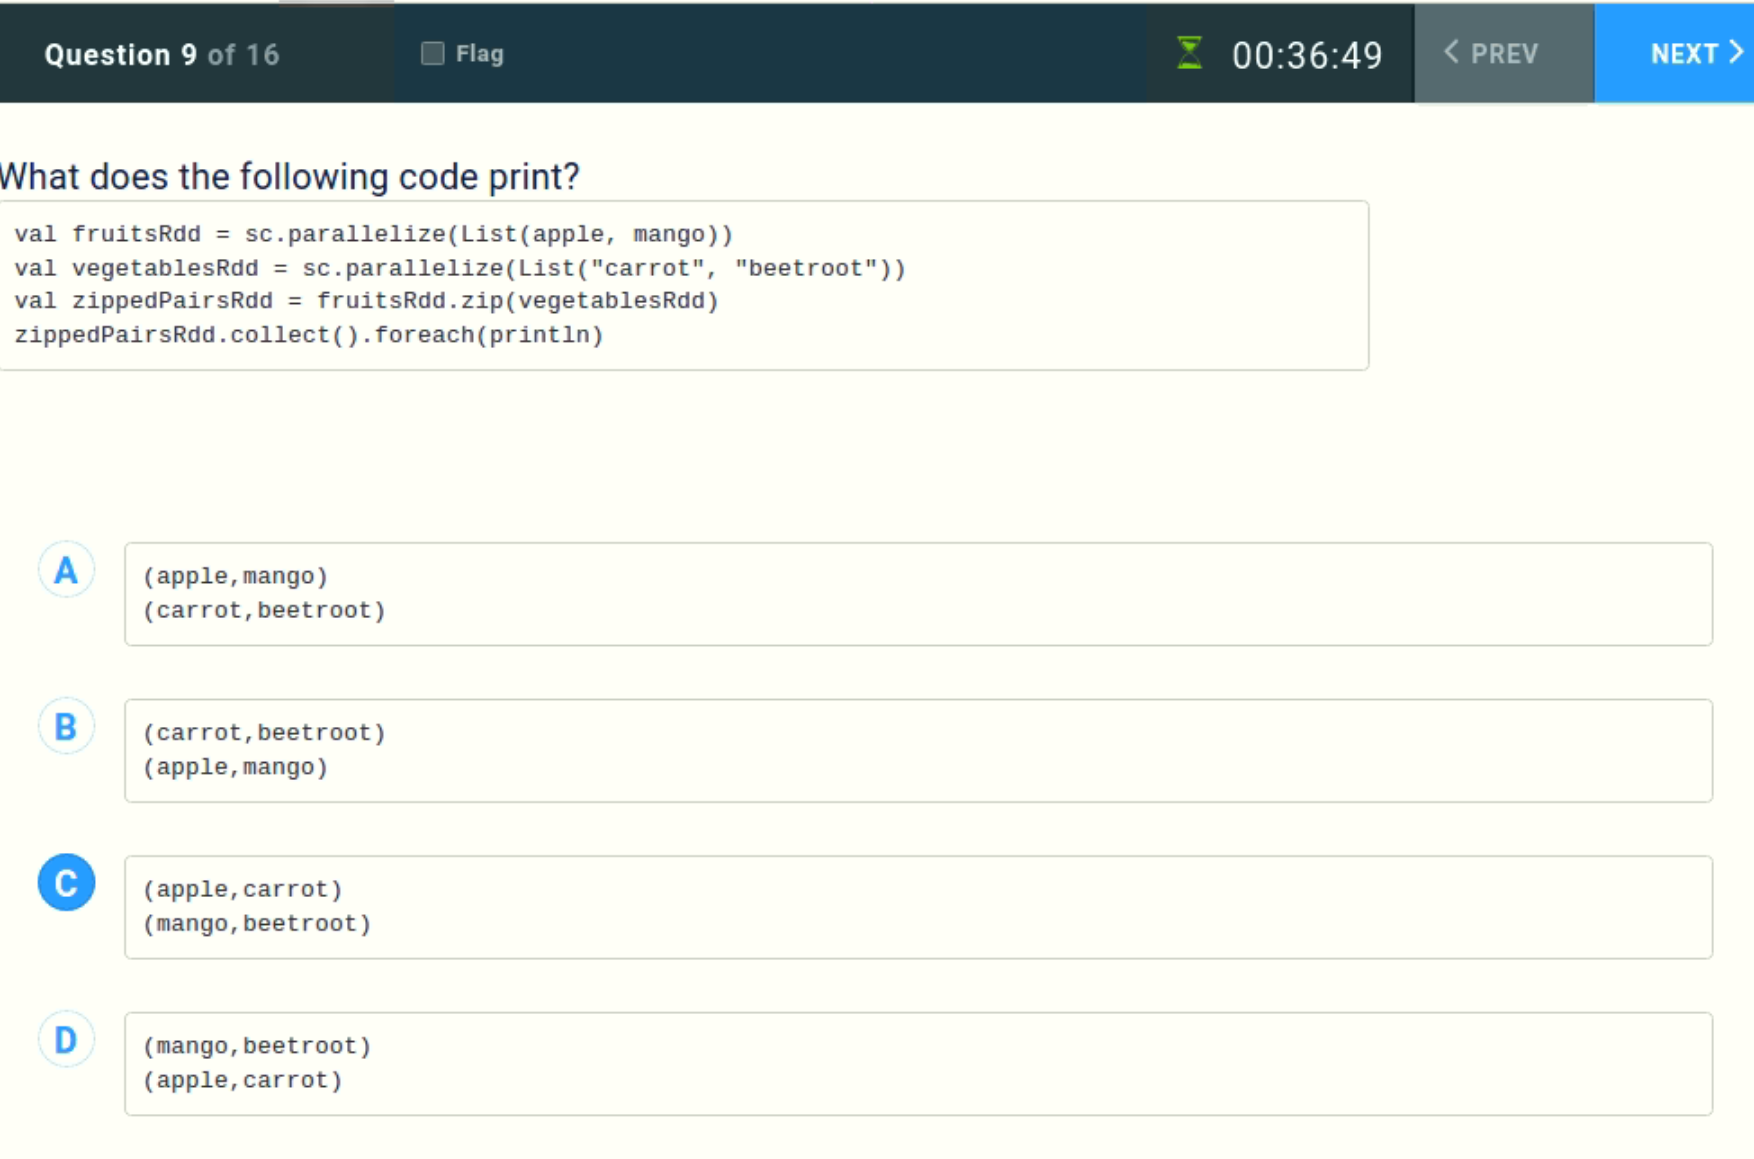 Question 9 of 16 Flag 00:36:49 PREV NEXT
What does the following code print?
val fruitsRdd = sc.parallelize(List(apple, mango))
val vegetablesRdd = sc.parallelize(List("carrot", "beetroot"))
val zippedPairsRdd = fruitsRdd.zip(vegetablesRdd)
zippedPairsRdd.collect().foreach(println)
A
(apple,mango)
(carrot,beetroot)
B
(carrot,beetroot)
(apple,mango)
C
(apple,carrot)
(mango,beetroot)
D
(mango,beetroot)
(apple,carrot)